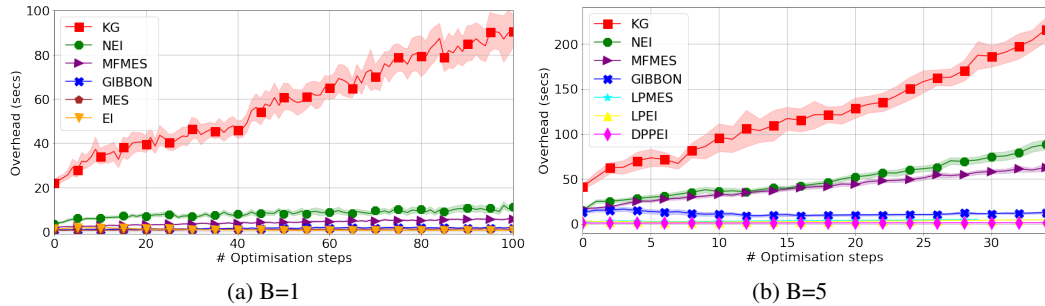 100
80
60
40
20
0
Overhead (secs)
KG
NEI
MFMES
GIBBON
MES
EI
0 20 40 60 80 100
# Optimisation steps
(a) B=1
200
150
100
50
0
Overhead (secs)
KG
NEI
MFMES
GIBBON
LPMES
LPEI
DPPEI
0 5 10 15 20 25 30
# Optimisation steps
(b) B=5